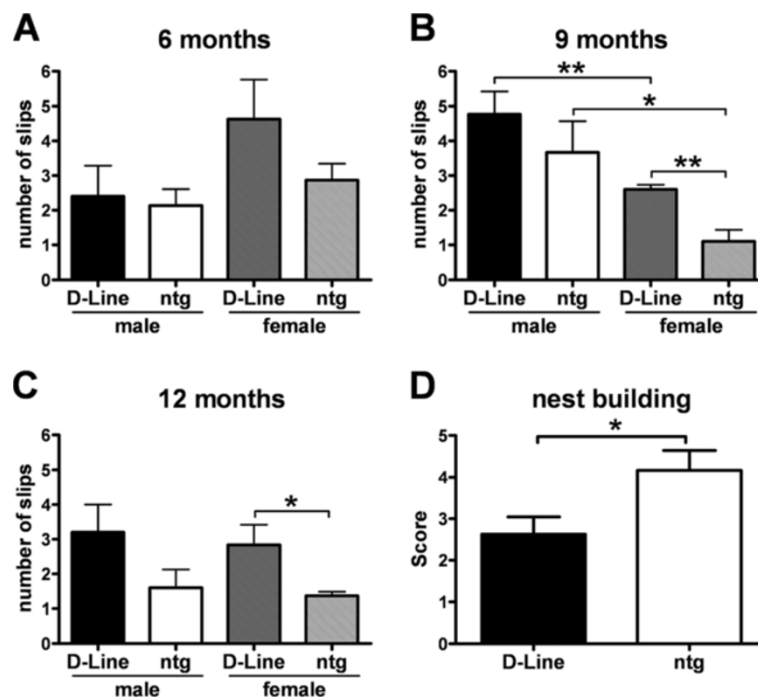 A
6 months
number of slips
6
5
4
3
2
1
0
D-Line ntg D-Line ntg
male female
B
9 months
number of slips
6
5
4
3
2
1
0
** 
*
**
D-Line ntg D-Line ntg
male female
C
12 months
number of slips
6
5
4
3
2
1
0
*
D-Line ntg D-Line ntg
male female
D
nest building
Score
5
4
3
2
1
0
*
D-Line ntg